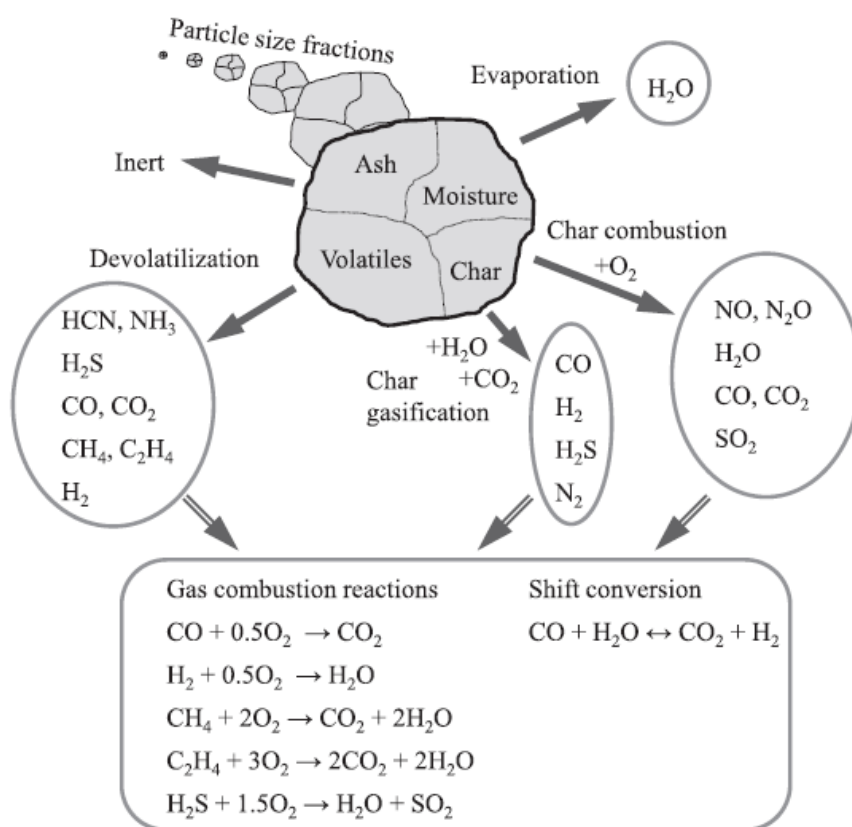 Particle size fractions
Evaporation
H₂O
Inert
Ash
Moisture
Volatiles
Char
Devolatilization
Char combustion
+O₂
HCN, NH₃
H₂S
CO, CO₂
CH₄, C₂H₄
H₂
+H₂O
+CO₂
Char
gasification
CO
H₂
H₂S
N₂
NO, N₂O
H₂O
CO, CO₂
SO₂
Gas combustion reactions
CO + 0.5O₂ → CO₂
H₂ + 0.5O₂ → H₂O
CH₄ + 2O₂ → CO₂ + 2H₂O
C₂H₄ + 3O₂ → 2CO₂ + 2H₂O
H₂S + 1.5O₂ → H₂O + SO₂
Shift conversion
CO + H₂O ↔ CO₂ + H₂